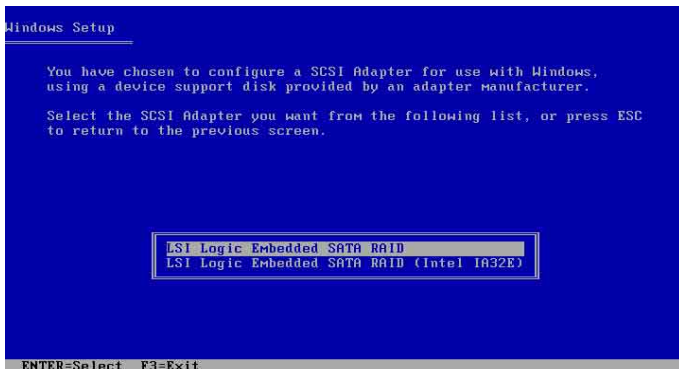 Windows Setup
You have chosen to configure a SCSI Adapter for use with Windows,
using a device support disk provided by an adapter manufacturer.
Select the SCSI Adapter you want from the following list, or press ESC
to return to the previous screen.
LSI Logic Embedded SATA RAID
LSI Logic Embedded SATA RAID (Intel IA32E)
ENTER=Select F3=Exit